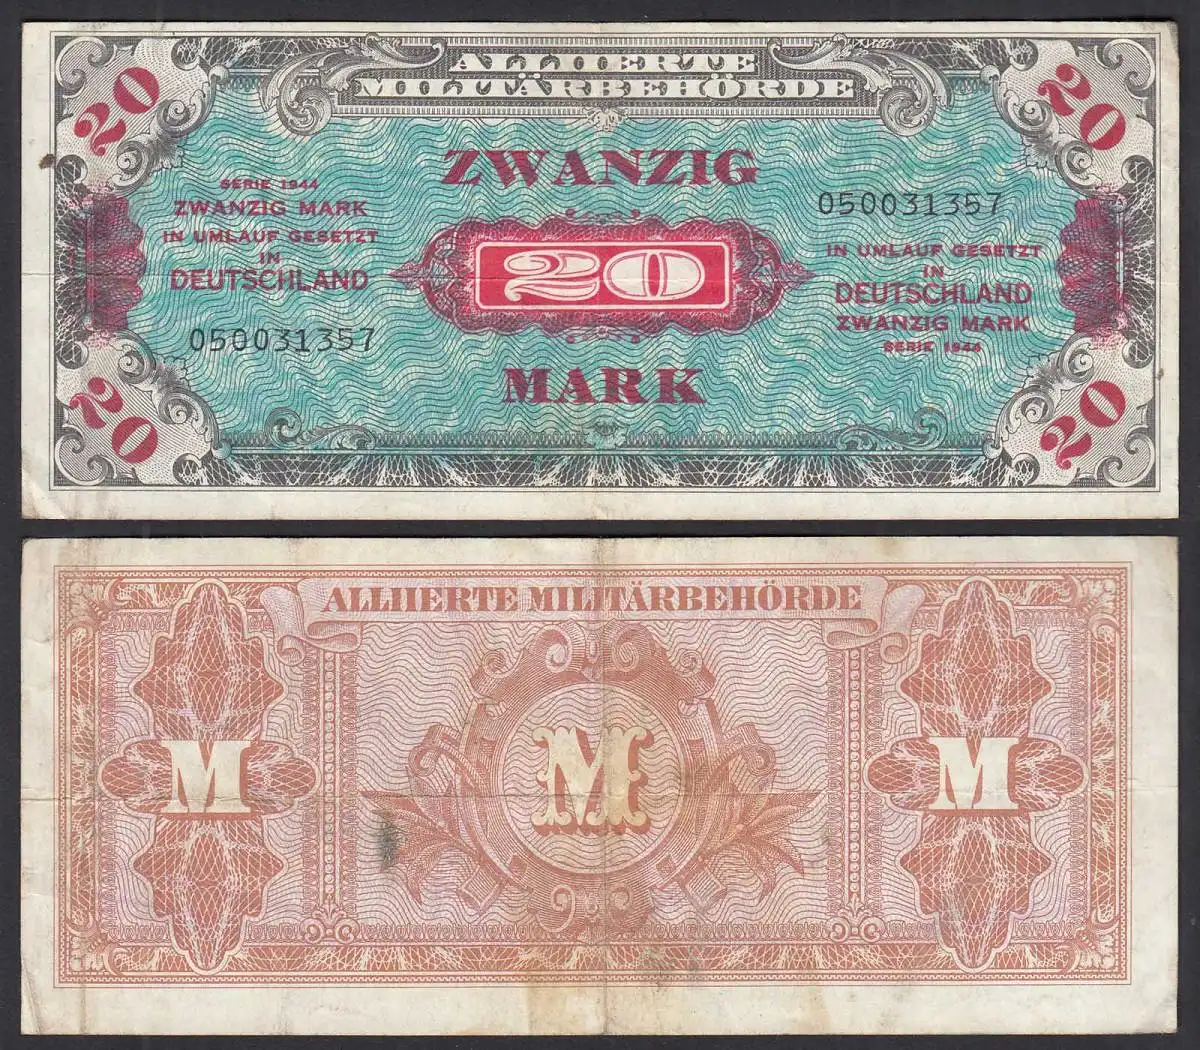 20
20
ALLIIERTE
MILITÄRBEHÖRDE
ZWANZIG
SERIE 1944
ZWANZIG MARK
IN UMLAUF GESETZT
IN
DEUTSCHLAND
050031357
20
050031357
IN UMLAUF GESETZT
IN
DEUTSCHLAND
ZWANZIG MARK
SERIE 1944
MARK
20
20
ALLIIERTE MILITÄRBEHÖRDE
M
M
M